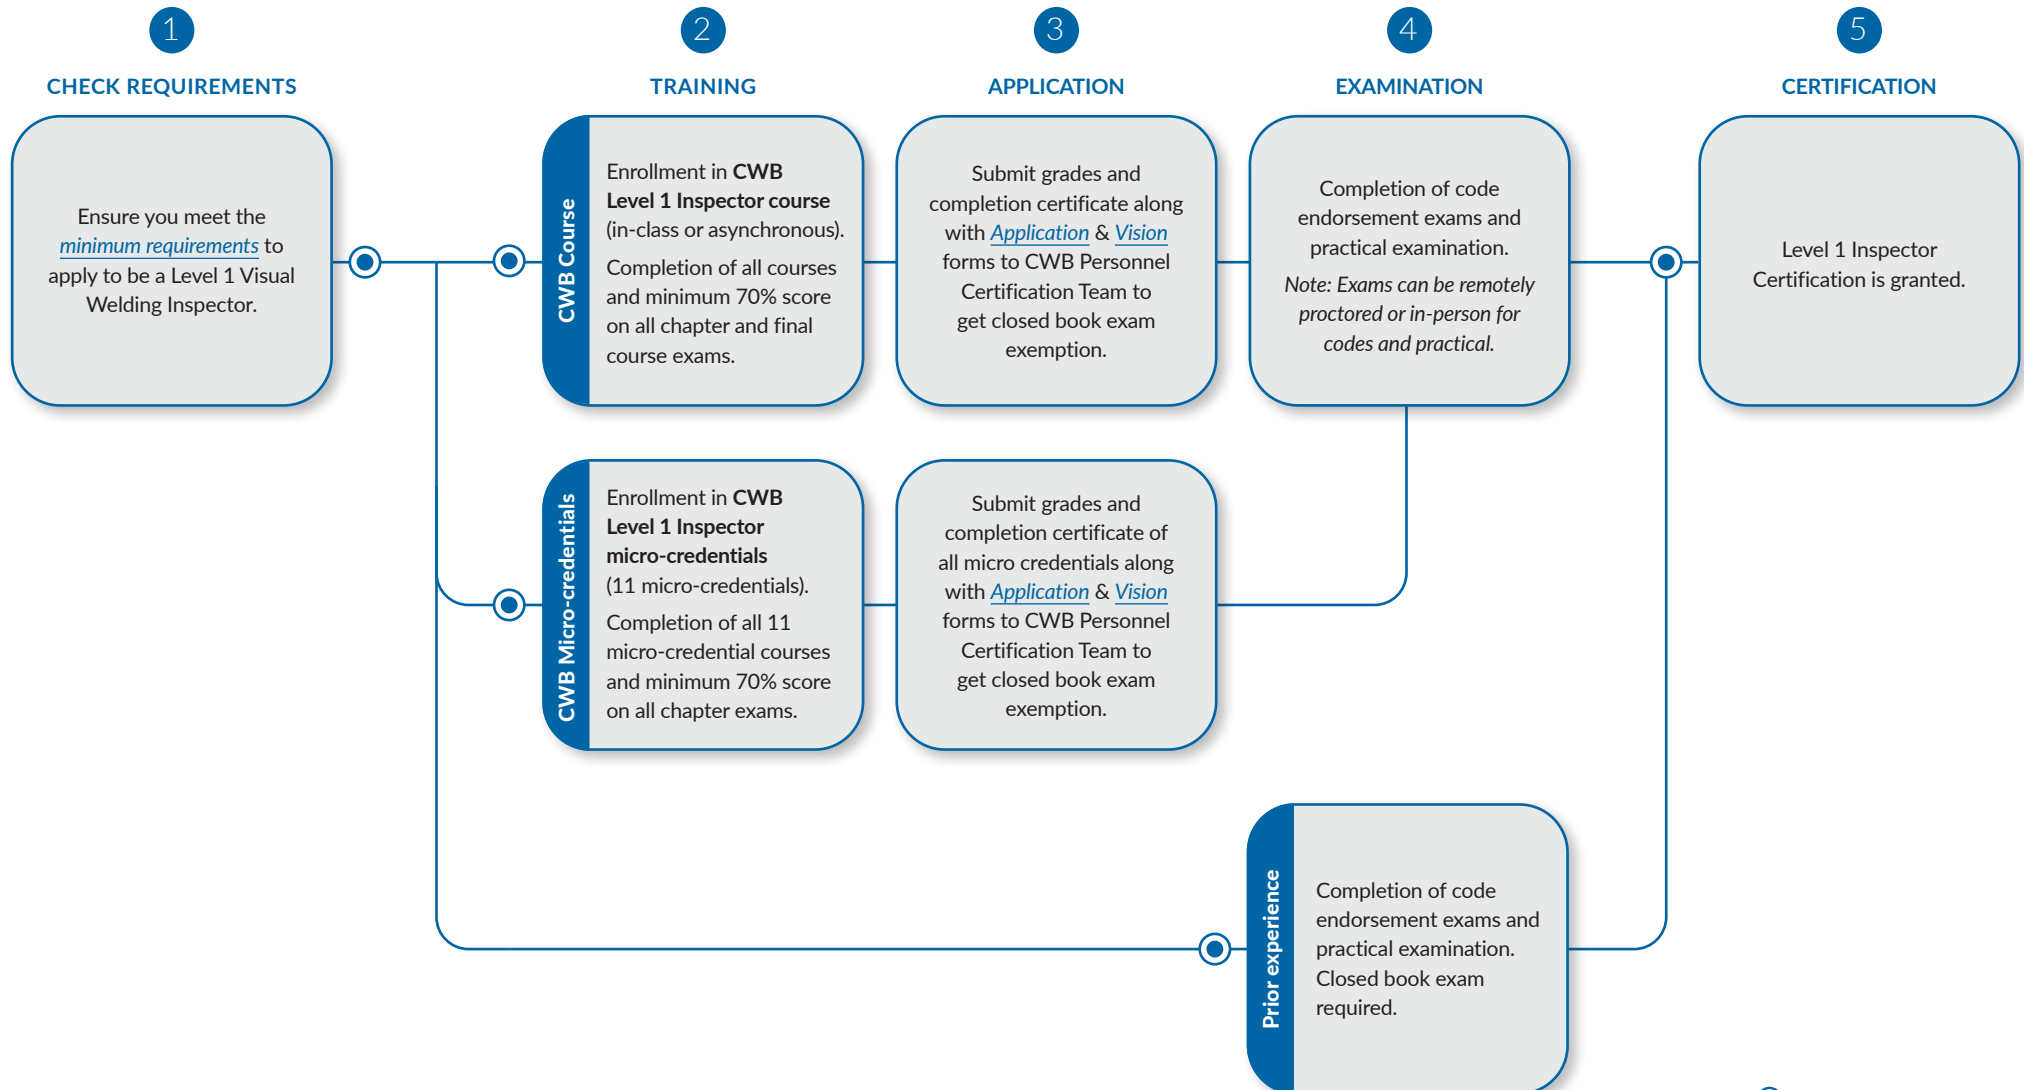 1
CHECK REQUIREMENTS
Ensure you meet the
minimum requirements to
apply to be a Level 1 Visual
Welding Inspector.
2
TRAINING
CWB Course
Enrollment in CWB
Level 1 Inspector course
(in-class or asynchronous).
Completion of all courses
and minimum 70% score
on all chapter and final
course exams.
CWB Micro-credentials
Enrollment in CWB
Level 1 Inspector
micro-credentials
(11 micro-credentials).
Completion of all 11
micro-credential courses
and minimum 70% score
on all chapter exams.
3
APPLICATION
Submit grades and
completion certificate along
with Application & Vision
forms to CWB Personnel
Certification Team to
get closed book exam
exemption.
Submit grades and
completion certificate of
all micro credentials along
with Application & Vision
forms to CWB Personnel
Certification Team to
get closed book exam
exemption.
4
EXAMINATION
Completion of code
endorsement exams and
practical examination.
Note: Exams can be remotely
proctored or in-person for
codes and practical.
Prior experience
Completion of code
endorsement exams and
practical examination.
Closed book exam
required.
5
CERTIFICATION
Level 1 Inspector
Certification is granted.